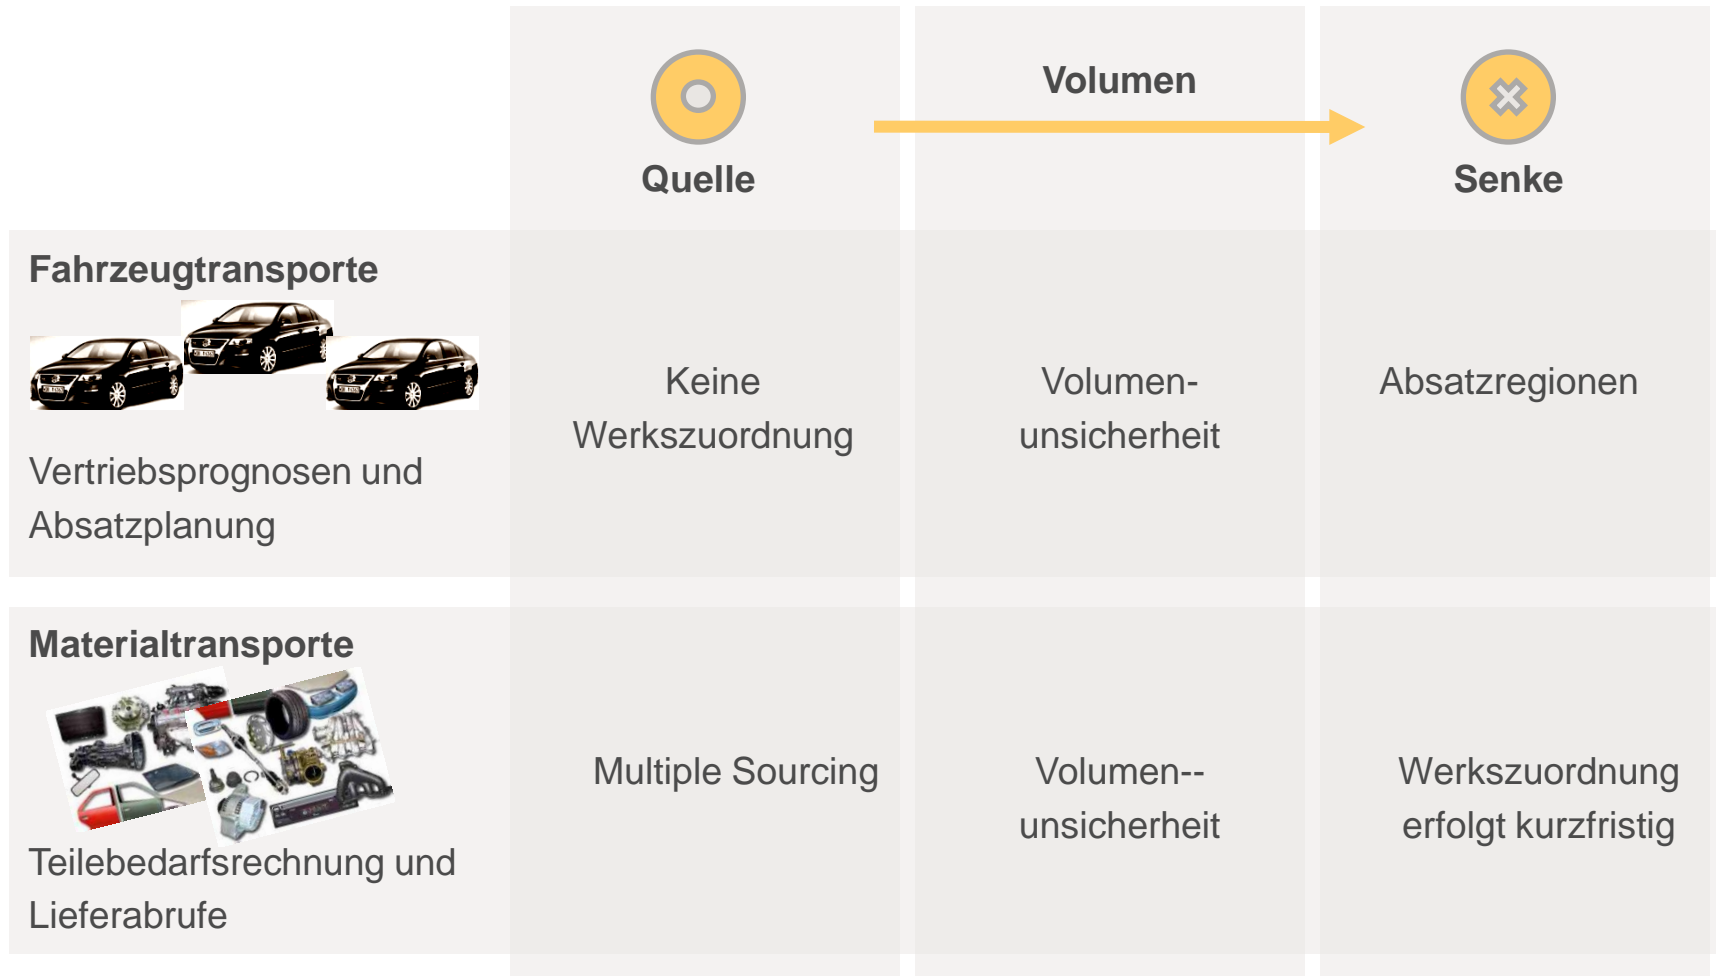 Volumen
Quelle
Senke
Fahrzeugtransporte
Vertriebsprognosen und
Absatzplanung
Keine
Werkszuordnung
Volumen-
unsicherheit
Absatzregionen
Materialtransporte
Teilebedarfsrechnung und
Lieferabrufe
Multiple Sourcing
Volumen--
unsicherheit
Werkszuordnung
erfolgt kurzfristig